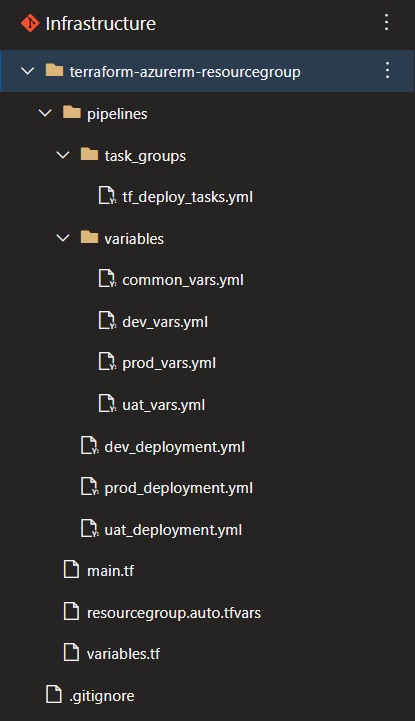 Infrastructure
terraform-azurerm-resourcegroup
pipelines
task_groups
tf_deploy_tasks.yml
variables
common_vars.yml
dev_vars.yml
prod_vars.yml
uat_vars.yml
dev_deployment.yml
prod_deployment.yml
uat_deployment.yml
main.tf
resourcegroup.auto.tfvars
variables.tf
.gitignore